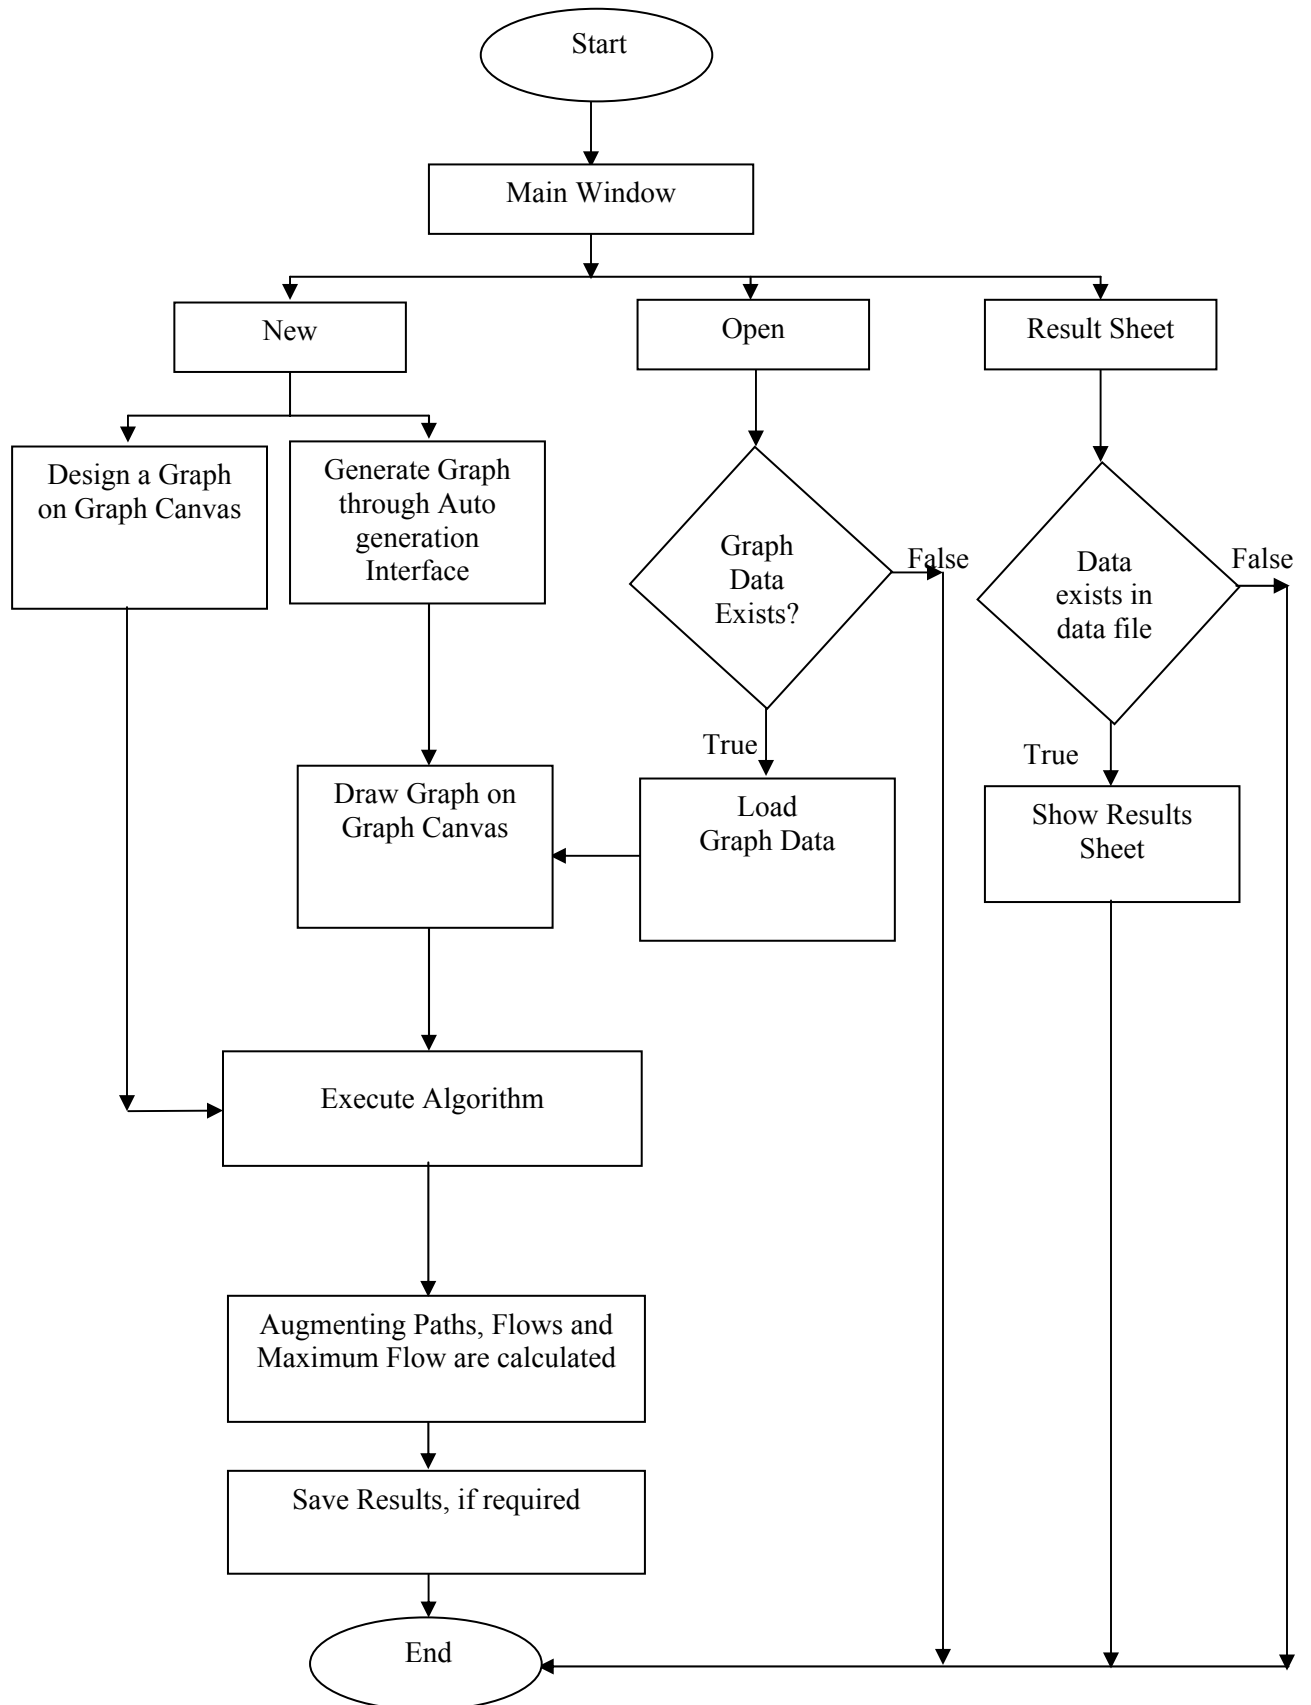 Start
Main Window
New
Open
Result Sheet
Design a Graph
on Graph Canvas
Generate Graph
through Auto
generation
Interface
Graph
Data
Exists?
False
Data
exists in
data file
False
True
True
Draw Graph on
Graph Canvas
Load
Graph Data
Show Results
Sheet
Execute Algorithm
Augmenting Paths, Flows and
Maximum Flow are calculated
Save Results, if required
End